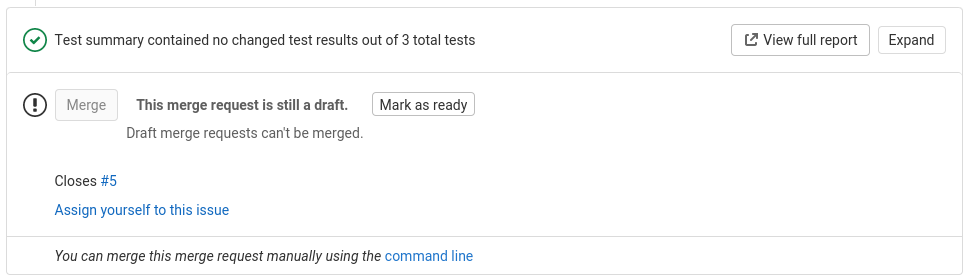 Test summary contained no changed test results out of 3 total tests
View full report
Expand
Merge
This merge request is still a draft.
Mark as ready
Draft merge requests can't be merged.
Closes #5
Assign yourself to this issue
You can merge this merge request manually using the command line